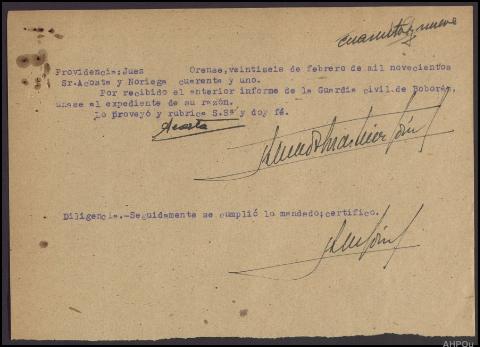 cuarenta y nueve
Providencia:Juez Orense,veintiseis de febrero de mil novecientos
Sr.Acosta y Noriega cuarenta y uno.
Por recibido el anterior informe de la Guardia civil de Boborás,
unase al expediente de su razón.
Lo proveyó y rubrica S.Sª y doy fé.
Acosta
Diligencia.-Seguidamente se cumplió lo mandado;certifico.
AHPOu